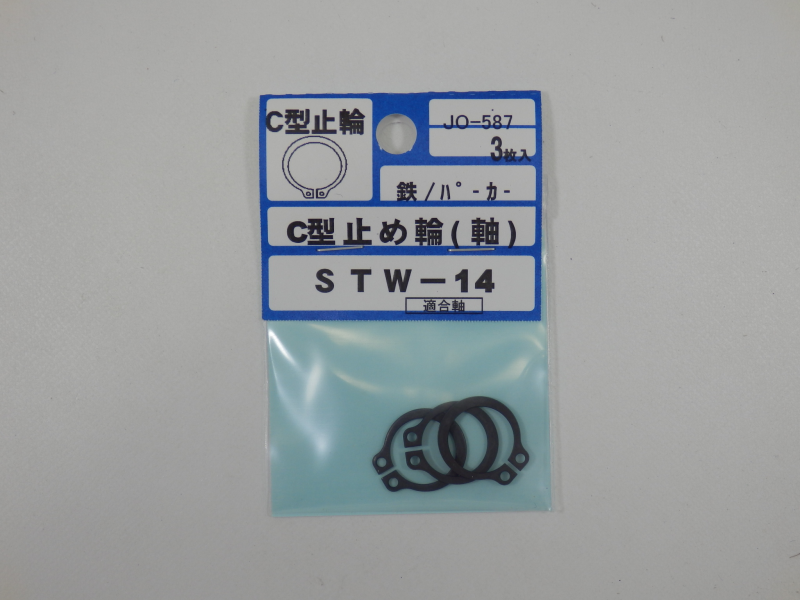 C型止輪
JO-587
3枚入
鉄/パーカー
C型止め輪(軸)
STW-14
適合軸